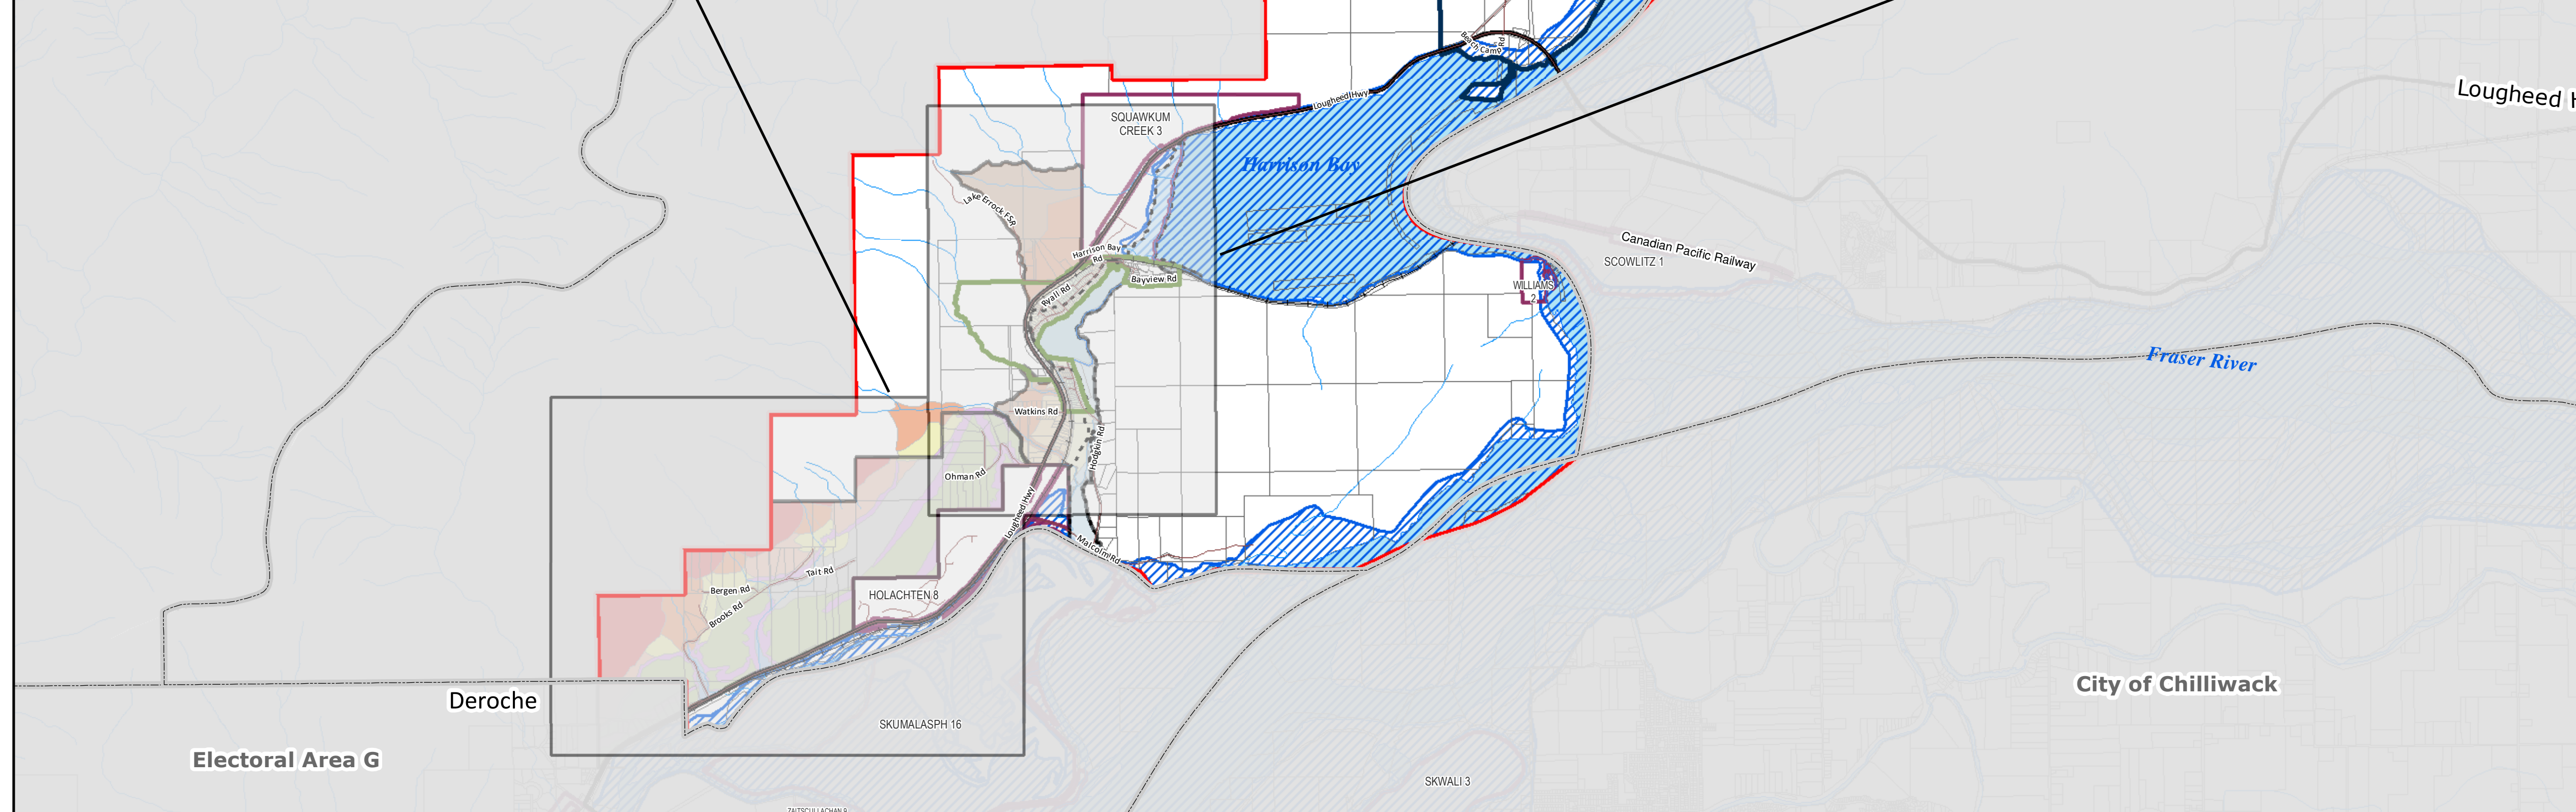 Beach Camp Rd
Lougheed H
Lougheed Hwy
SQUAWKUM
CREEK 3
Harrison Bay
Lake Errock FSR
Canadian Pacific Railway
SCOWLITZ 1
Harrison Bay
Rd
Bayview Rd
WILLIAMS
2
Ryall Rd
Fraser River
Watkins Rd
Hodgkin Rd
Ohman Rd
Lougheed Hwy
Malcolm Rd
Tait Rd
Bergen Rd
HOLACHTEN 8
Brooks Rd
City of Chilliwack
Deroche
SKUMALASPH 16
Electoral Area G
SKWALI 3